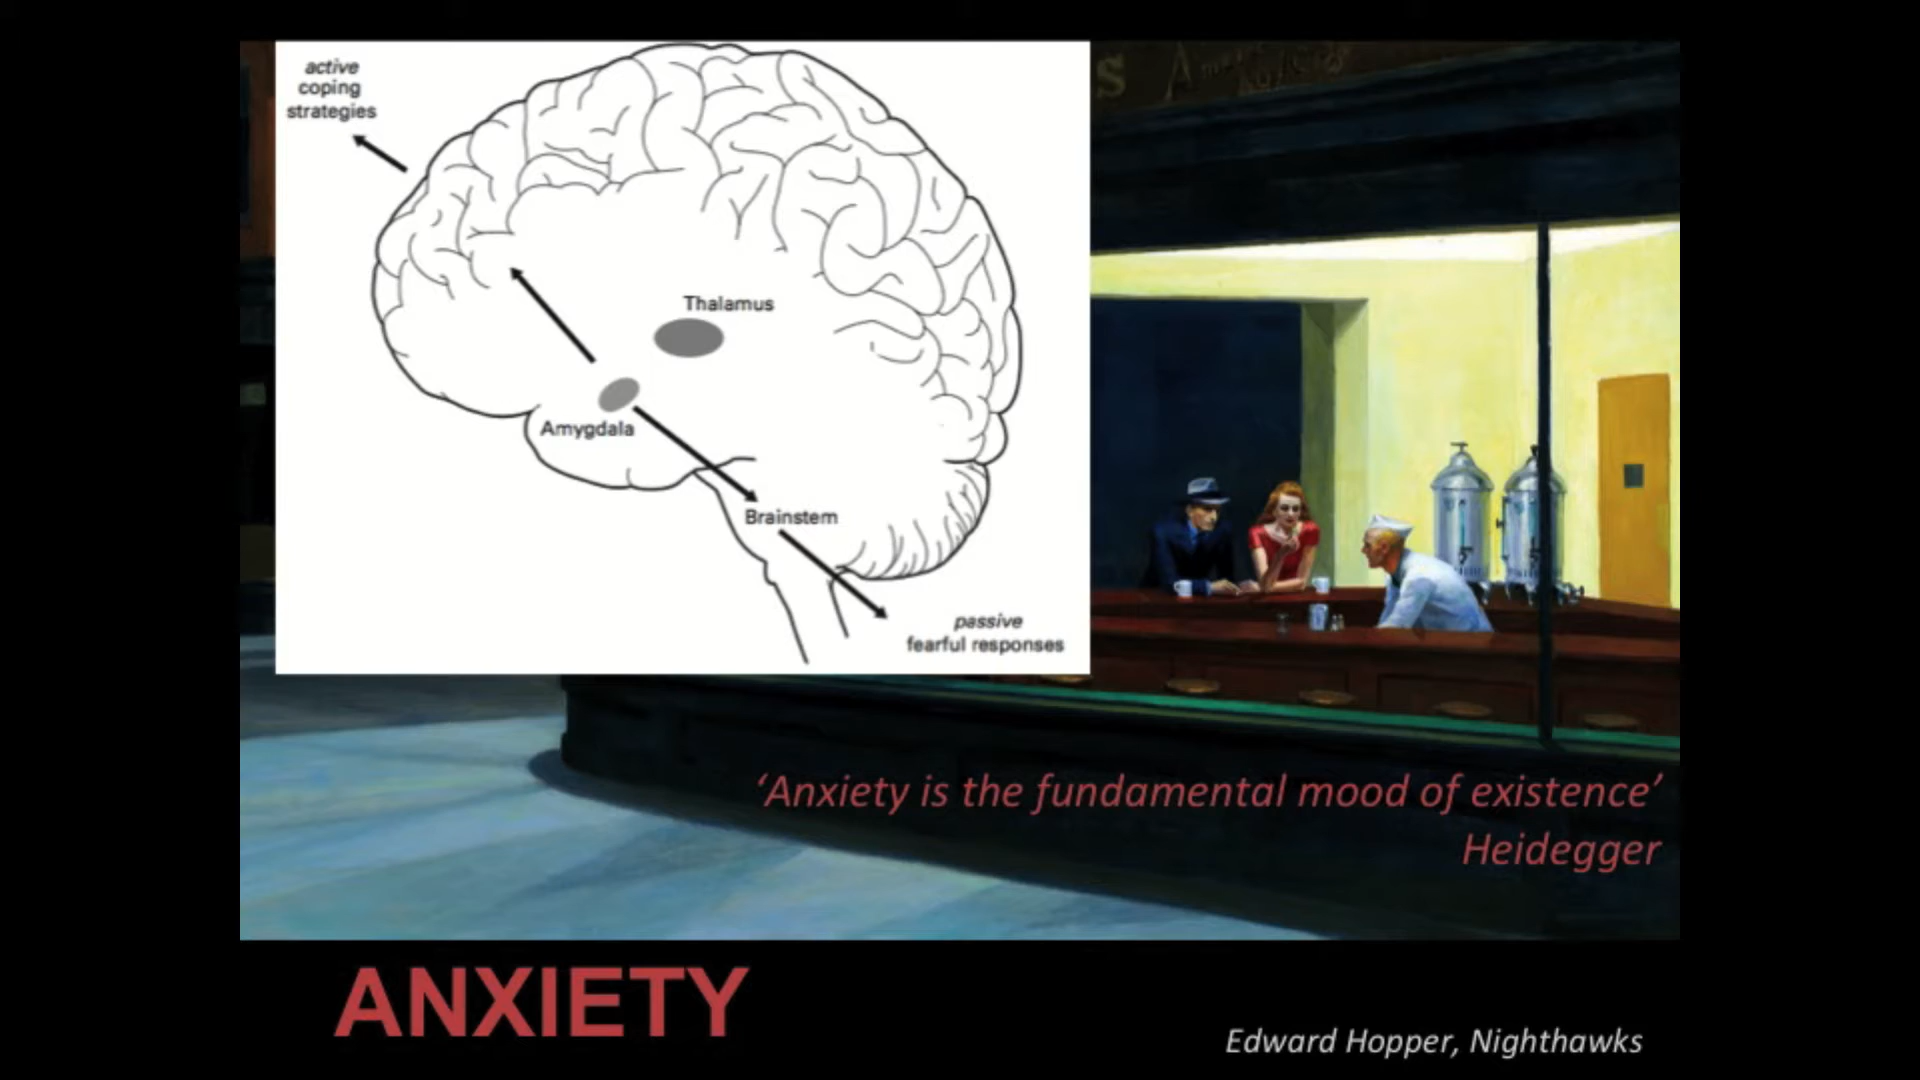 active
coping
strategies
Thalamus
Amygdala
Brainstem
passive
fearful responses
‘Anxiety is the fundamental mood of existence’
Heidegger
ANXIETY
Edward Hopper, Nighthawks